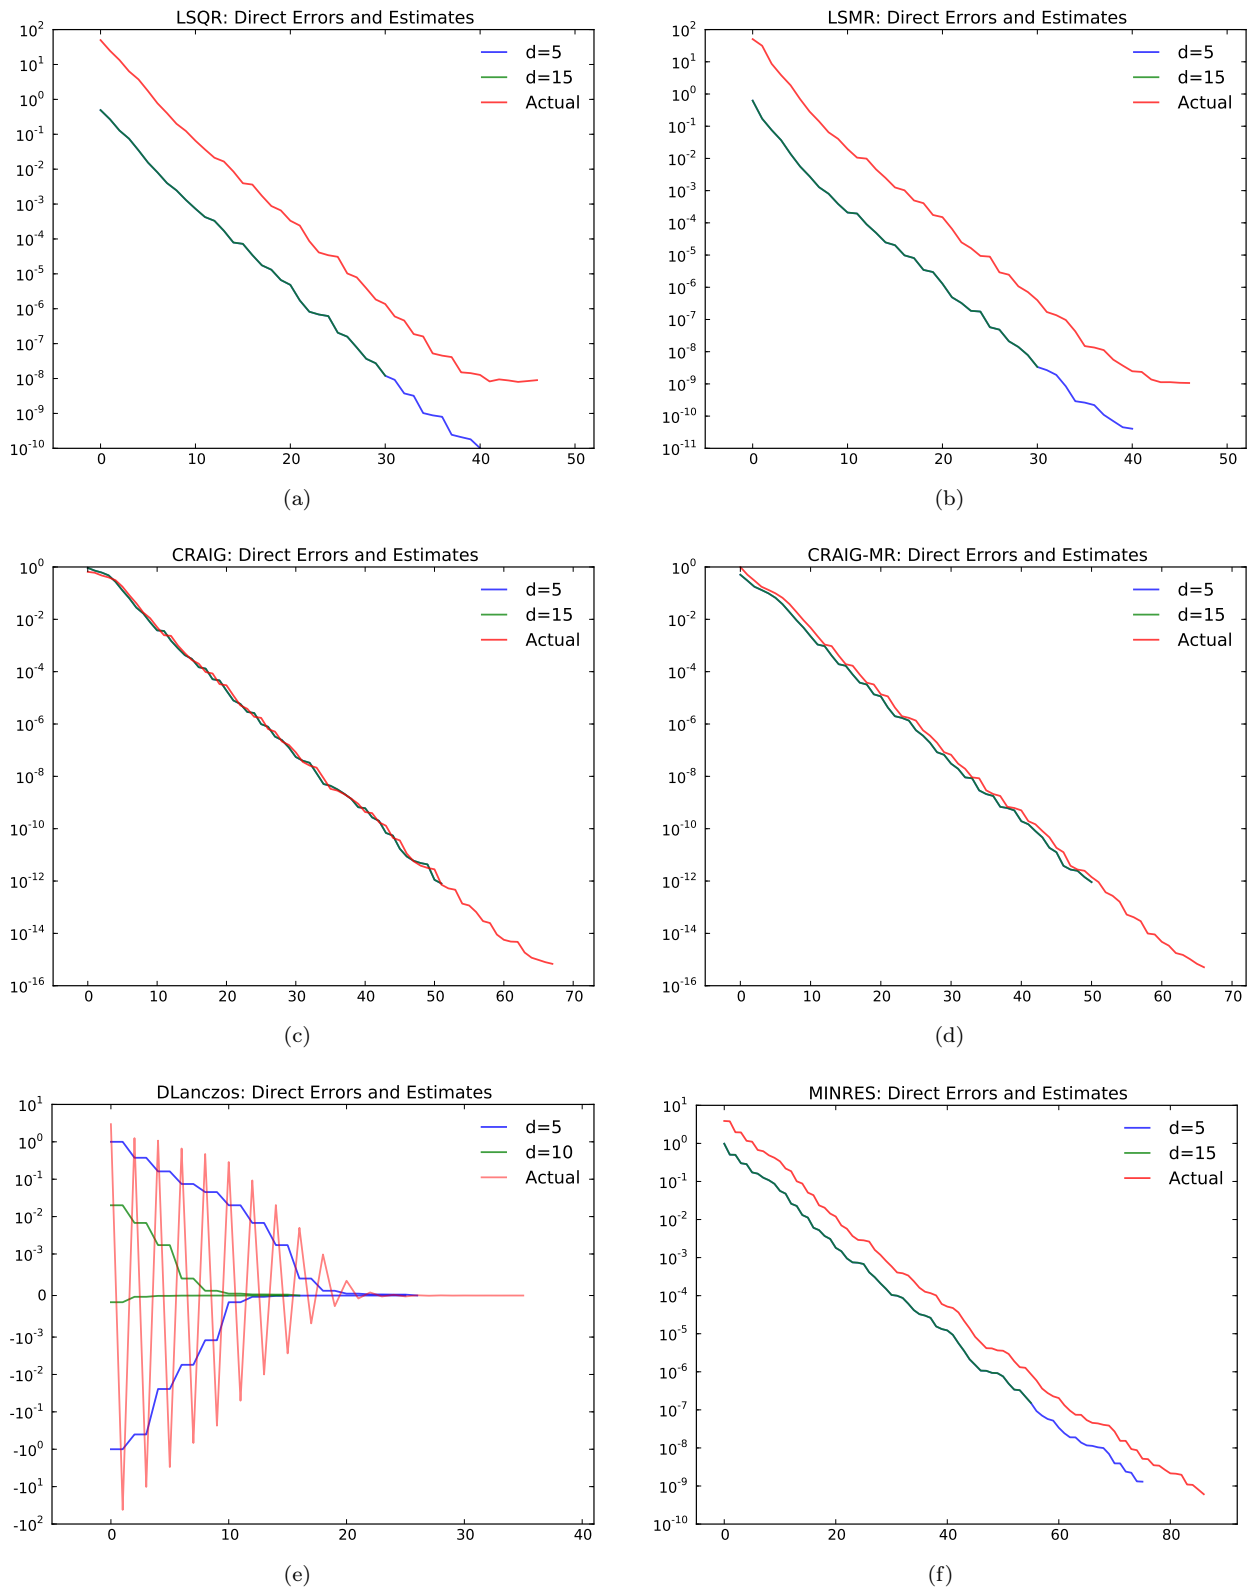 LSQR: Direct Errors and Estimates
10^2
10^1
10^0
10^-1
10^-2
10^-3
10^-4
10^-5
10^-6
10^-7
10^-8
10^-9
10^-10
d=5
d=15
Actual
0 10 20 30 40 50
(a)
LSMR: Direct Errors and Estimates
10^2
10^1
10^0
10^-1
10^-2
10^-3
10^-4
10^-5
10^-6
10^-7
10^-8
10^-9
10^-10
10^-11
d=5
d=15
Actual
0 10 20 30 40 50
(b)
CRAIG: Direct Errors and Estimates
10^0
10^-2
10^-4
10^-6
10^-8
10^-10
10^-12
10^-14
10^-16
d=5
d=15
Actual
0 10 20 30 40 50 60 70
(c)
CRAIG-MR: Direct Errors and Estimates
10^0
10^-2
10^-4
10^-6
10^-8
10^-10
10^-12
10^-14
10^-16
d=5
d=15
Actual
0 10 20 30 40 50 60 70
(d)
DLanczos: Direct Errors and Estimates
10^1
10^0
10^-1
10^-2
10^-3
0
-10^-3
-10^-2
-10^-1
-10^0
-10^1
-10^2
d=5
d=10
Actual
0 10 20 30 40
(e)
MINRES: Direct Errors and Estimates
10^1
10^0
10^-1
10^-2
10^-3
10^-4
10^-5
10^-6
10^-7
10^-8
10^-9
10^-10
d=5
d=15
Actual
0 20 40 60 80
(f)